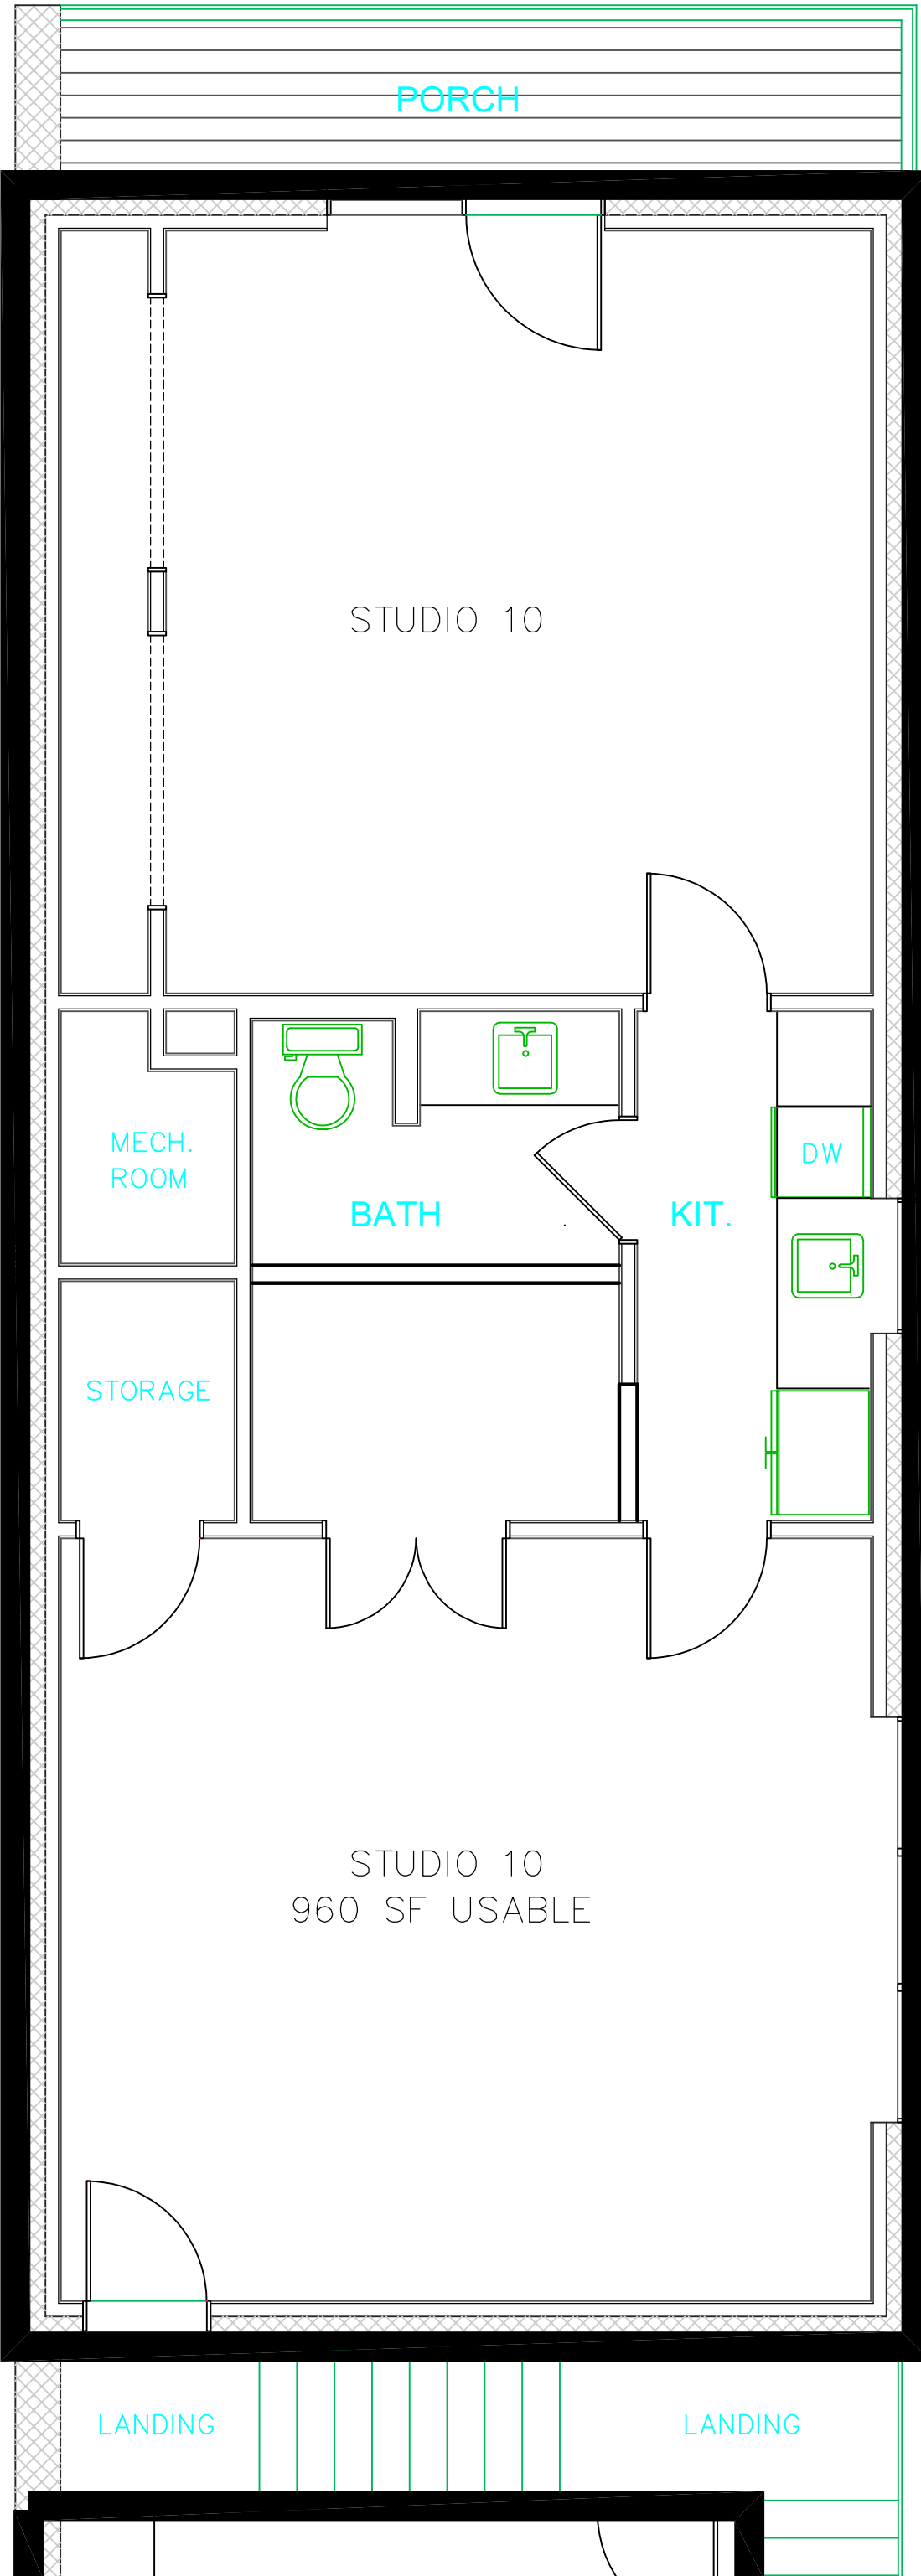 PORCH
STUDIO 10
MECH.
ROOM
DW
BATH
KIT.
STORAGE
STUDIO 10
960 SF USABLE
LANDING
LANDING